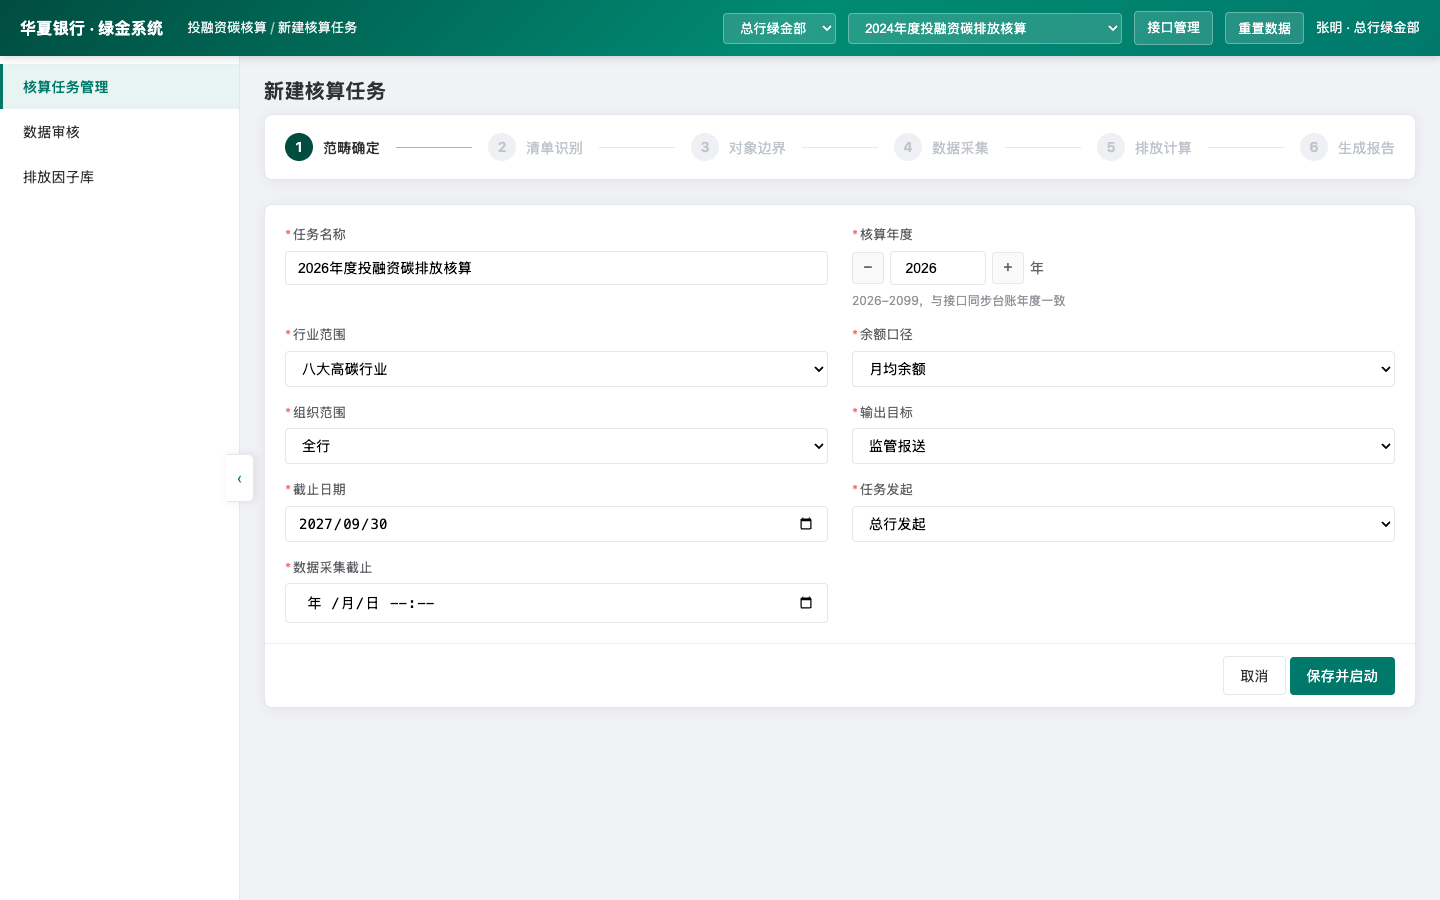 华夏银行 · 绿金系统
投融资碳核算 / 新建核算任务
总行绿金部
2024年度投融资碳排放核算
接口管理
重置数据
张明 · 总行绿金部
核算任务管理
数据审核
排放因子库
‹
新建核算任务
1 范畴确定
2 清单识别
3 对象边界
4 数据采集
5 排放计算
6 生成报告
*任务名称
2026年度投融资碳排放核算
*核算年度
− 2026 + 年
2026–2099，与接口同步台账年度一致
*行业范围
八大高碳行业
*余额口径
月均余额
*组织范围
全行
*输出目标
监管报送
*截止日期
2027/09/30
*任务发起
总行发起
*数据采集截止
年 /月/日 --:--
取消
保存并启动